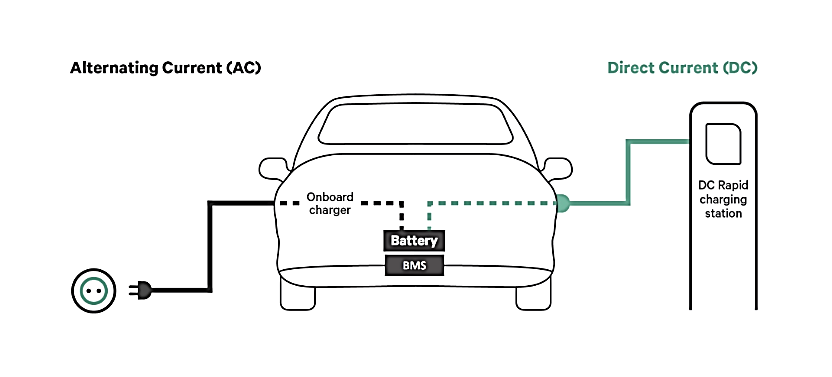 Alternating Current (AC)
Direct Current (DC)
DC Rapid
charging
station
Onboard
charger
Battery
BMS